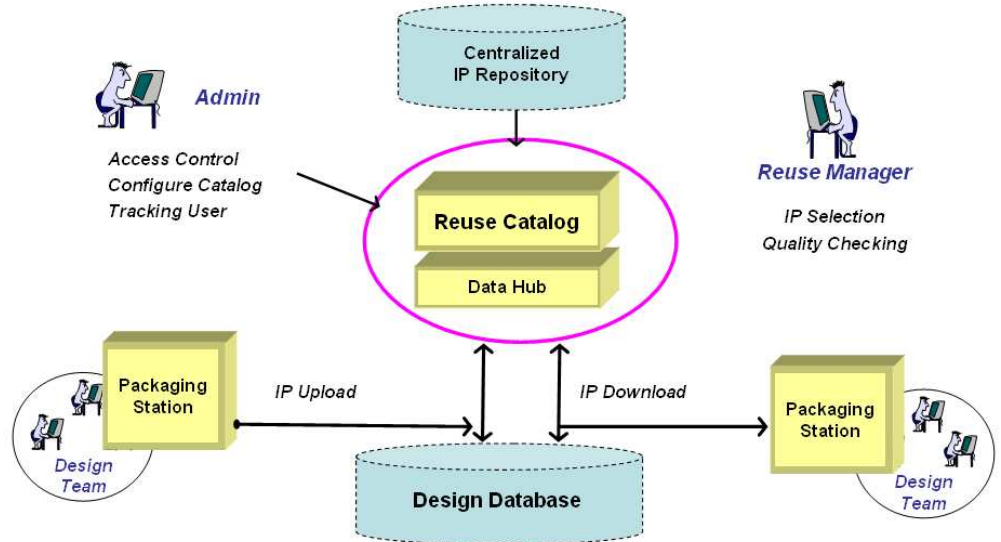 Centralized
IP Repository
Admin
Access Control
Configure Catalog
Tracking User
Reuse Manager
IP Selection
Quality Checking
Reuse Catalog
Data Hub
Packaging
Station
IP Upload
Design
Team
IP Download
Packaging
Station
Design
Team
Design Database